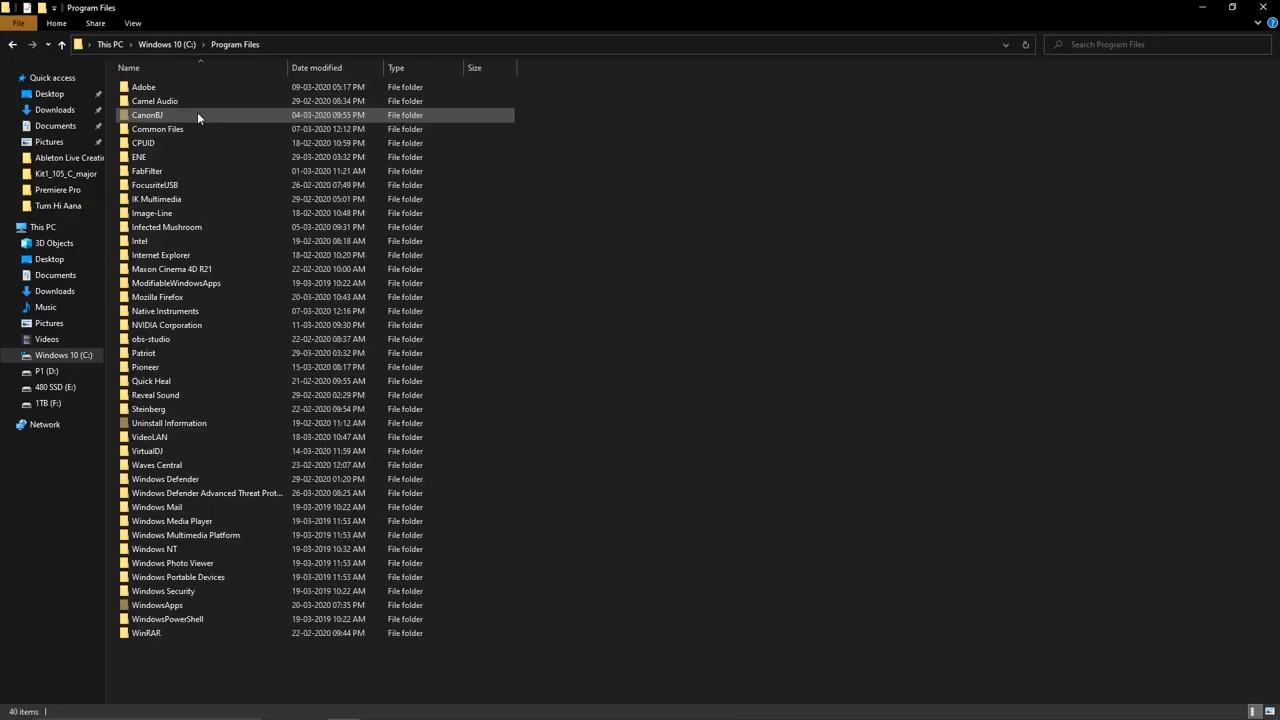 Program Files
File Home Share View
This PC > Windows 10 (C:) > Program Files
Search Program Files
Name Date modified Type Size
Quick access
Desktop
Downloads
Documents
Pictures
Ableton Live Creatin
Kit1_105_C_major
Premiere Pro
Tum Hi Aana
This PC
3D Objects
Desktop
Documents
Downloads
Music
Pictures
Videos
Windows 10 (C:)
P1 (D:)
480 SSD (E:)
1TB (F:)
Network
Adobe 09-03-2020 05:17 PM File folder
Camel Audio 29-02-2020 08:34 PM File folder
CanonBJ 04-03-2020 09:55 PM File folder
Common Files 07-03-2020 12:12 PM File folder
CPUID 18-02-2020 10:59 PM File folder
ENE 29-03-2020 03:32 PM File folder
FabFilter 01-03-2020 11:21 AM File folder
FocusriteUSB 26-02-2020 07:49 PM File folder
IK Multimedia 29-02-2020 05:01 PM File folder
Image-Line 18-02-2020 10:48 PM File folder
Infected Mushroom 05-03-2020 09:31 PM File folder
Intel 19-02-2020 08:18 AM File folder
Internet Explorer 18-02-2020 10:20 PM File folder
Maxon Cinema 4D R21 22-02-2020 10:00 AM File folder
ModifiableWindowsApps 19-03-2019 10:22 AM File folder
Mozilla Firefox 20-03-2020 10:43 AM File folder
Native Instruments 07-03-2020 12:16 PM File folder
NVIDIA Corporation 11-03-2020 09:30 PM File folder
obs-studio 22-02-2020 08:37 AM File folder
Patriot 29-03-2020 03:32 PM File folder
Pioneer 15-03-2020 08:17 PM File folder
Quick Heal 21-02-2020 09:55 AM File folder
Reveal Sound 29-02-2020 02:29 PM File folder
Steinberg 22-02-2020 09:54 PM File folder
Uninstall Information 19-02-2020 11:12 AM File folder
VideoLAN 18-03-2020 10:47 AM File folder
VirtualDJ 14-03-2020 11:59 AM File folder
Waves Central 23-02-2020 12:07 AM File folder
Windows Defender 29-02-2020 01:20 PM File folder
Windows Defender Advanced Threat Prot... 26-03-2020 08:25 AM File folder
Windows Mail 19-03-2019 10:22 AM File folder
Windows Media Player 19-03-2019 11:53 AM File folder
Windows Multimedia Platform 19-03-2019 11:53 AM File folder
Windows NT 19-03-2019 10:32 AM File folder
Windows Photo Viewer 19-03-2019 11:53 AM File folder
Windows Portable Devices 19-03-2019 11:53 AM File folder
Windows Security 19-03-2019 10:22 AM File folder
WindowsApps 20-03-2020 07:35 PM File folder
WindowsPowerShell 19-03-2019 10:22 AM File folder
WinRAR 22-02-2020 09:44 PM File folder
40 items